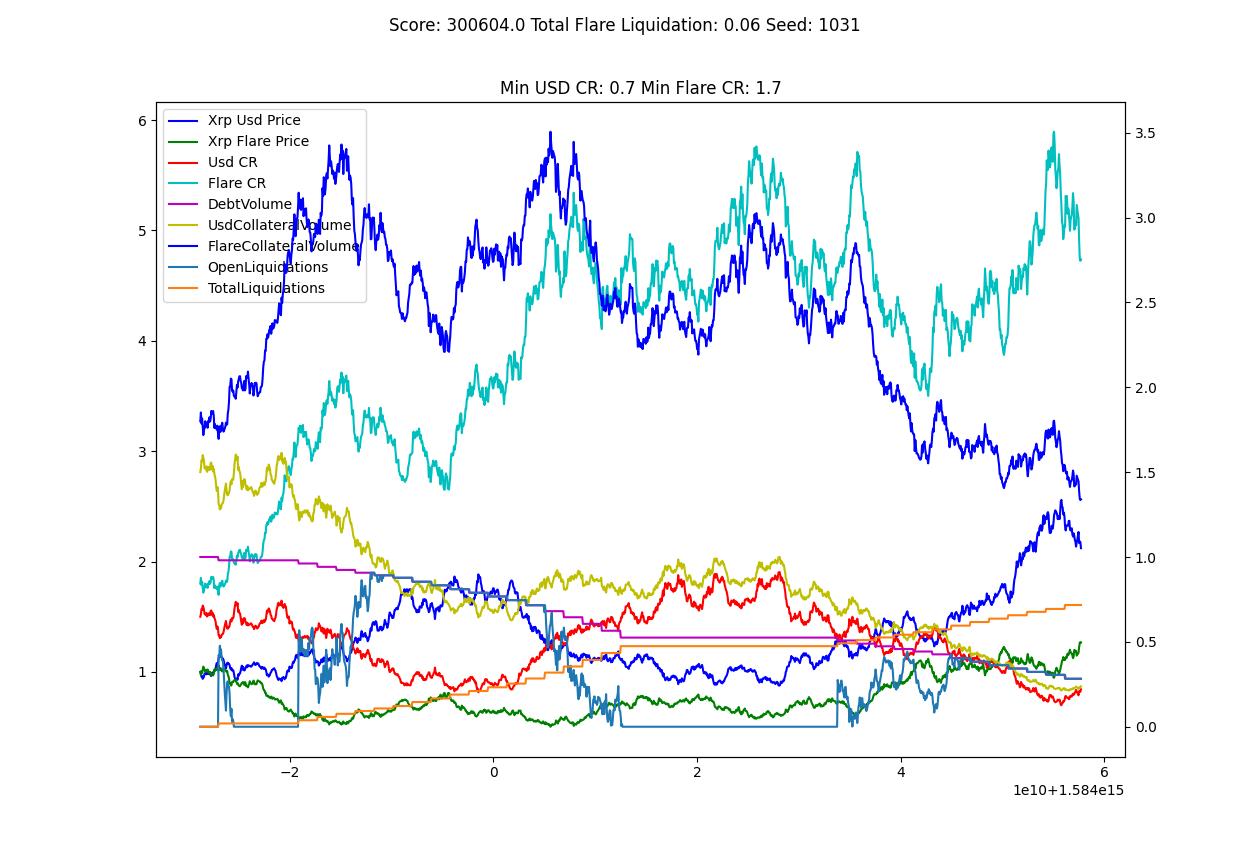 Score: 300604.0 Total Flare Liquidation: 0.06 Seed: 1031
Min USD CR: 0.7 Min Flare CR: 1.7
Xrp Usd Price
Xrp Flare Price
Usd CR
Flare CR
DebtVolume
UsdCollateralVolume
FlareCollateralVolume
OpenLiquidations
TotalLiquidations
6
5
4
3
2
1
3.5
3.0
2.5
2.0
1.5
1.0
0.5
0.0
−2
0
2
4
6
1e10+1.584e15